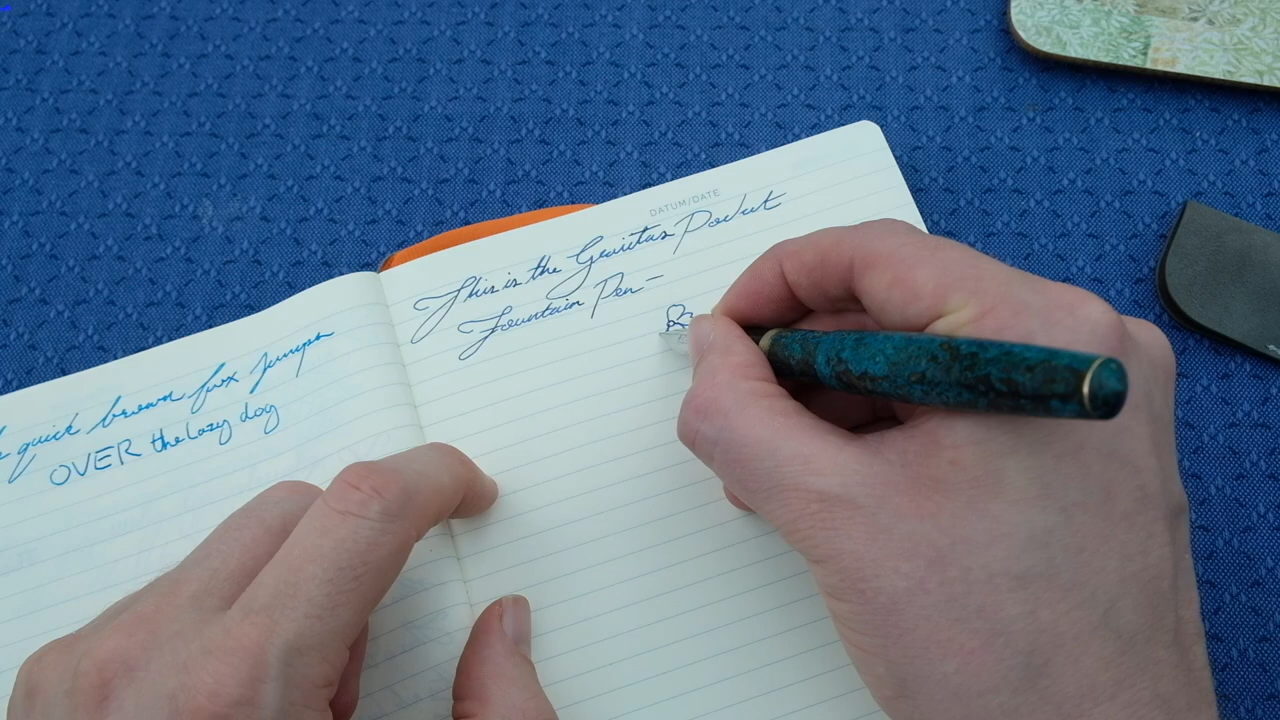 quick brown fox jumps
OVER the lazy dog
DATUM/DATE
This is the Gravitas Pocket
Fountain Pen-